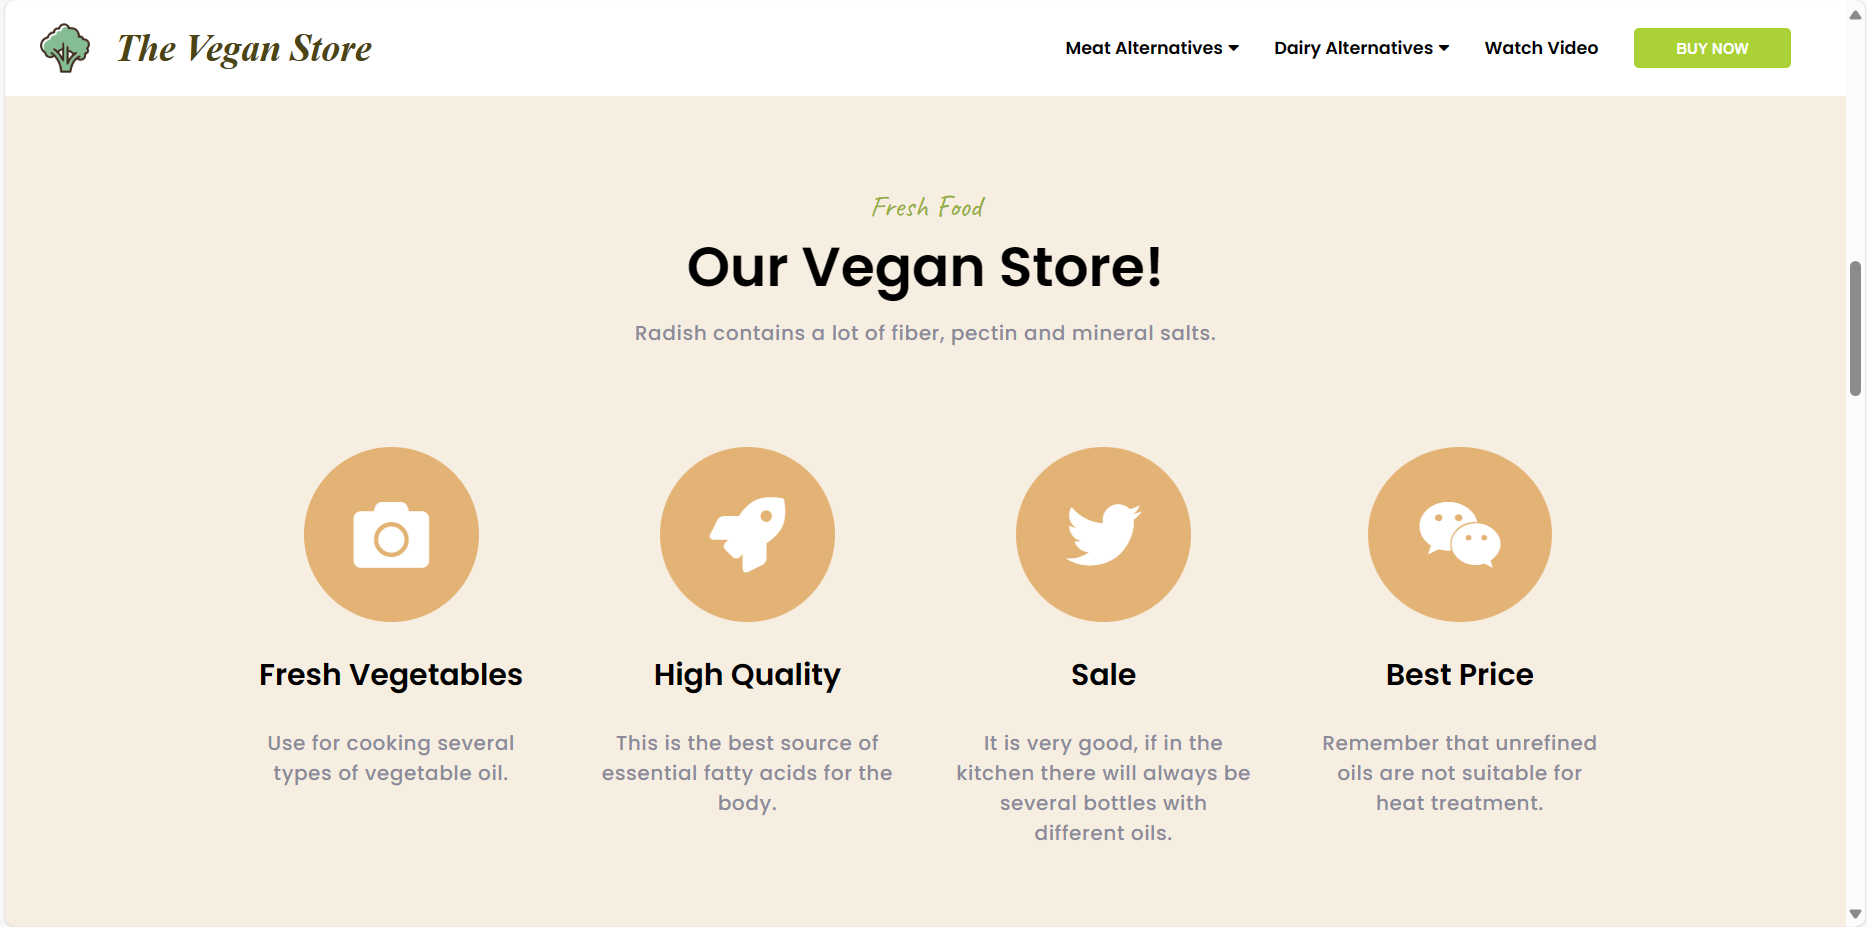 The Vegan Store
Meat Alternatives
Dairy Alternatives
Watch Video
BUY NOW
Fresh Food
Our Vegan Store!
Radish contains a lot of fiber, pectin and mineral salts.
Fresh Vegetables
Use for cooking several
types of vegetable oil.
High Quality
This is the best source of
essential fatty acids for the
body.
Sale
It is very good, if in the
kitchen there will always be
several bottles with
different oils.
Best Price
Remember that unrefined
oils are not suitable for
heat treatment.